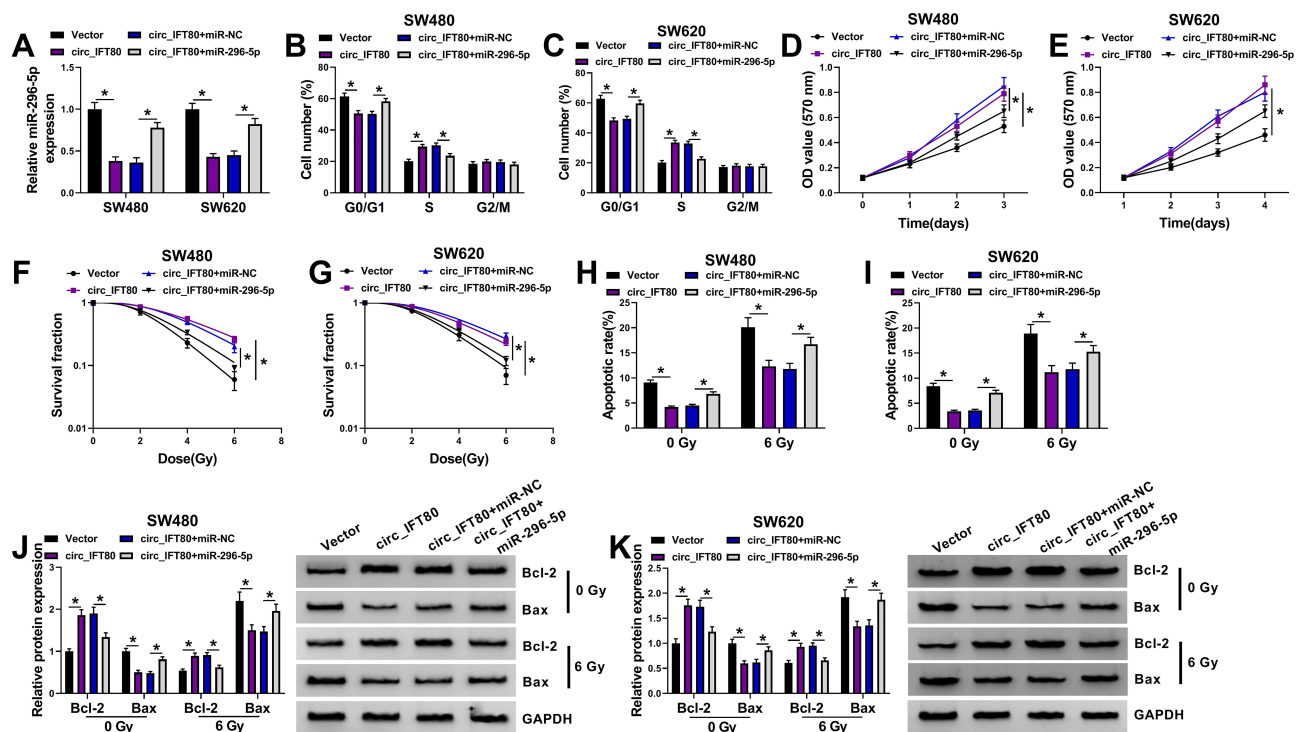 A
Vector
circ_IFT80
circ_IFT80+miR-NC
circ_IFT80+miR-296-5p
Relative miR-296-5p
expression
1.5
1.0
0.5
0.0
* * * *
SW480 SW620
B
SW480
Vector
circ_IFT80
circ_IFT80+miR-NC
circ_IFT80+miR-296-5p
Cell number (%)
80
60
40
20
0
* * * *
G0/G1 S G2/M
C
SW620
Vector
circ_IFT80
circ_IFT80+miR-NC
circ_IFT80+miR-296-5p
Cell number (%)
80
60
40
20
0
* * * *
G0/G1 S G2/M
D
SW480
Vector
circ_IFT80
circ_IFT80+miR-NC
circ_IFT80+miR-296-5p
OD value (570 nm)
1.0
0.8
0.6
0.4
0.2
0.0
* *
0 1 2 3
Time(days)
E
SW620
Vector
circ_IFT80
circ_IFT80+miR-NC
circ_IFT80+miR-296-5p
OD value (570 nm)
1.0
0.8
0.6
0.4
0.2
0.0
*
1 2 3 4
Time(days)
F
SW480
Vector
circ_IFT80
circ_IFT80+miR-NC
circ_IFT80+miR-296-5p
Survival fraction
1
0.1
0.01
* *
0 2 4 6 8
Dose(Gy)
G
SW620
Vector
circ_IFT80
circ_IFT80+miR-NC
circ_IFT80+miR-296-5p
Survival fraction
1
0.1
0.01
* *
0 2 4 6 8
Dose(Gy)
H
SW480
Vector
circ_IFT80
circ_IFT80+miR-NC
circ_IFT80+miR-296-5p
Apoptotic rate(%)
25
20
15
10
5
0
* * * *
0 Gy 6 Gy
I
SW620
Vector
circ_IFT80
circ_IFT80+miR-NC
circ_IFT80+miR-296-5p
Apoptotic rate(%)
25
20
15
10
5
0
* * * *
0 Gy 6 Gy
J
SW480
Vector
circ_IFT80
circ_IFT80+miR-NC
circ_IFT80+miR-296-5p
Relative protein expression
3
2
1
0
* * * * * * * *
Bcl-2 Bax Bcl-2 Bax
0 Gy 6 Gy
Vector
circ_IFT80
circ_IFT80+miR-NC
circ_IFT80+
miR-296-5p
Bcl-2
Bax
0 Gy
Bcl-2
Bax
6 Gy
GAPDH
K
SW620
Vector
circ_IFT80
circ_IFT80+miR-NC
circ_IFT80+miR-296-5p
Relative protein expression
2.5
2.0
1.5
1.0
0.5
0.0
* * * * * * * *
Bcl-2 Bax Bcl-2 Bax
0 Gy 6 Gy
Vector
circ_IFT80
circ_IFT80+miR-NC
circ_IFT80+
miR-296-5p
Bcl-2
Bax
0 Gy
Bcl-2
Bax
6 Gy
GAPDH